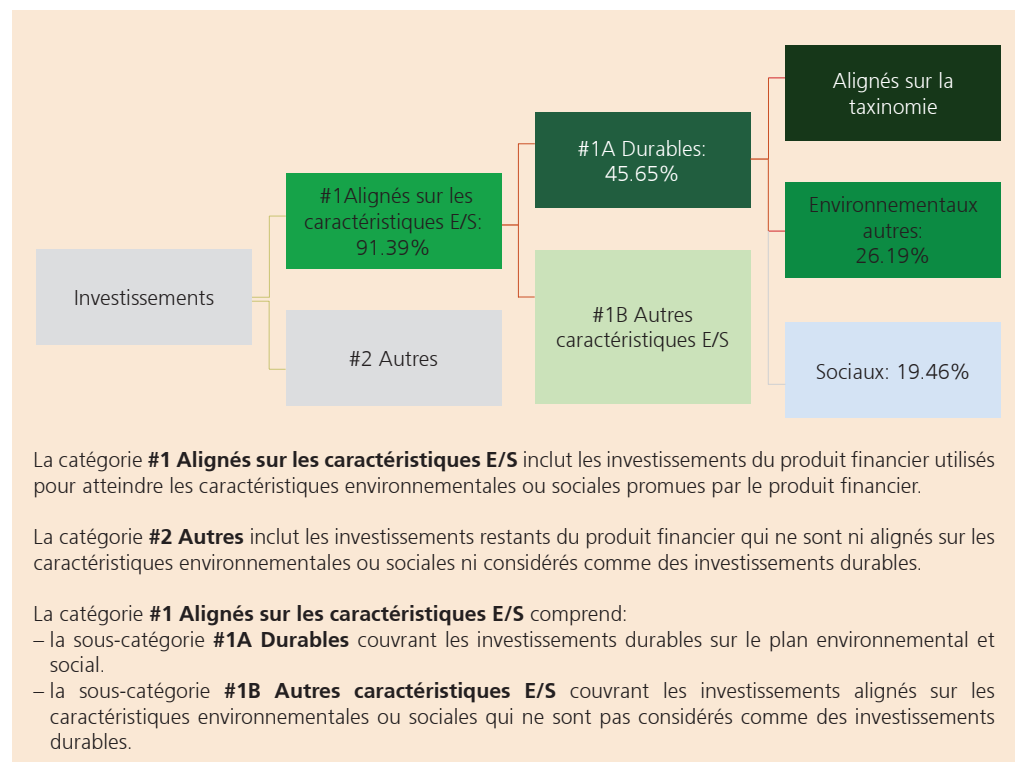 Alignés sur la
taxinomie
#1A Durables:
45.65%
#1Alignés sur les
caractéristiques E/S:
91.39%
Environnementaux
autres:
26.19%
Investissements
#1B Autres
caractéristiques E/S
#2 Autres
Sociaux: 19.46%
La catégorie #1 Alignés sur les caractéristiques E/S inclut les investissements du produit financier utilisés
pour atteindre les caractéristiques environnementales ou sociales promues par le produit financier.
La catégorie #2 Autres inclut les investissements restants du produit financier qui ne sont ni alignés sur les
caractéristiques environnementales ou sociales ni considérés comme des investissements durables.
La catégorie #1 Alignés sur les caractéristiques E/S comprend:
– la sous-catégorie #1A Durables couvrant les investissements durables sur le plan environnemental et
social.
– la sous-catégorie #1B Autres caractéristiques E/S couvrant les investissements alignés sur les
caractéristiques environnementales ou sociales qui ne sont pas considérés comme des investissements
durables.